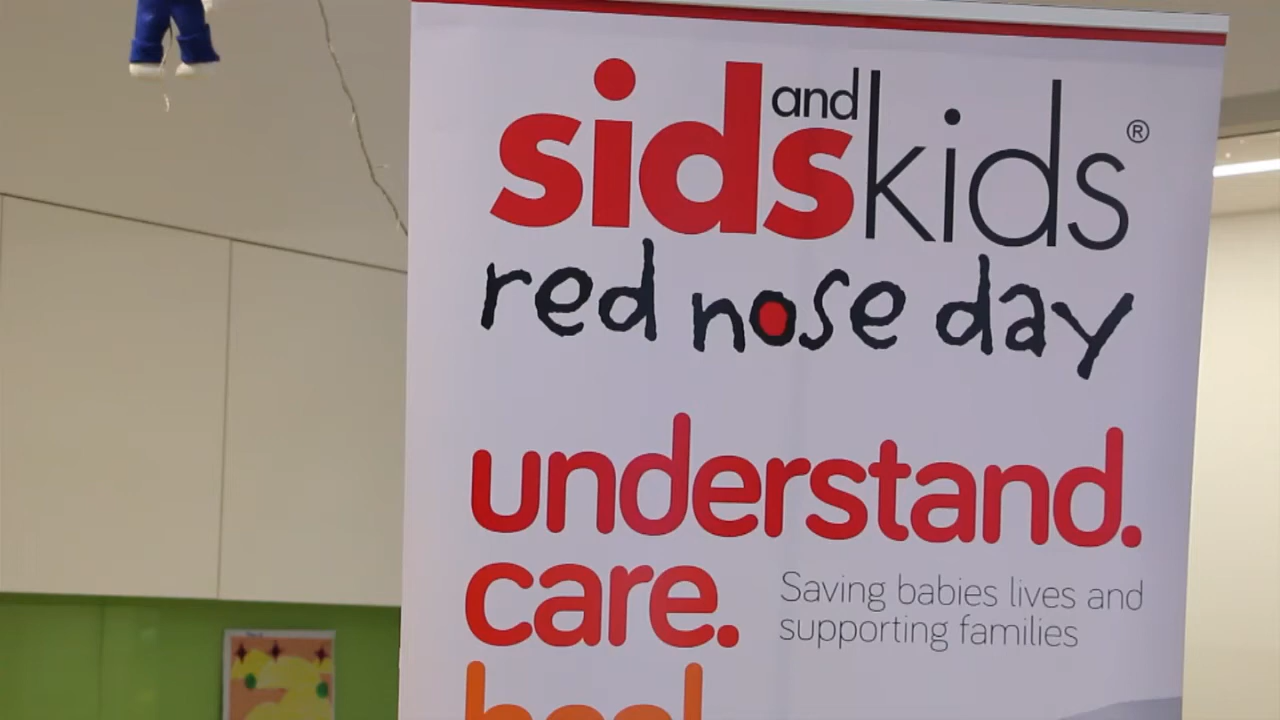 sids and kids®
red nose day
understand.
care.
Saving babies lives and
supporting families